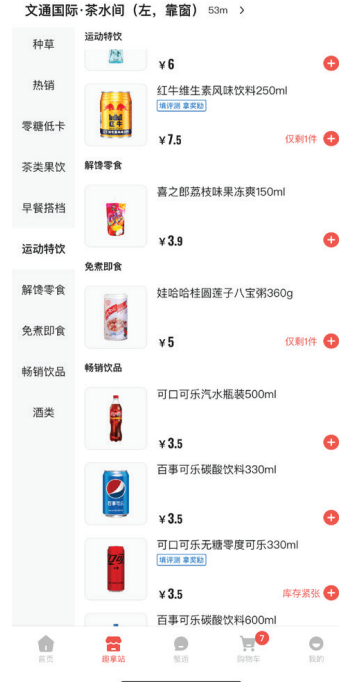 文通国际·茶水间（左，靠窗） 53m >
种草
热销
零糖低卡
茶类果饮
早餐搭档
运动特饮
解馋零食
免煮即食
畅销饮品
酒类
运动特饮
¥6
红牛维生素风味饮料250ml
填评测 拿奖励
¥7.5
仅剩1件
解馋零食
喜之郎荔枝味果冻爽150ml
¥3.9
免煮即食
娃哈哈桂圆莲子八宝粥360g
¥5
仅剩1件
畅销饮品
可口可乐汽水瓶装500ml
¥3.5
百事可乐碳酸饮料330ml
¥3.5
可口可乐无糖零度可乐330ml
填评测 拿奖励
¥3.5
库存紧张
百事可乐碳酸饮料600ml
7
首页
趣拿站
购物车
我的